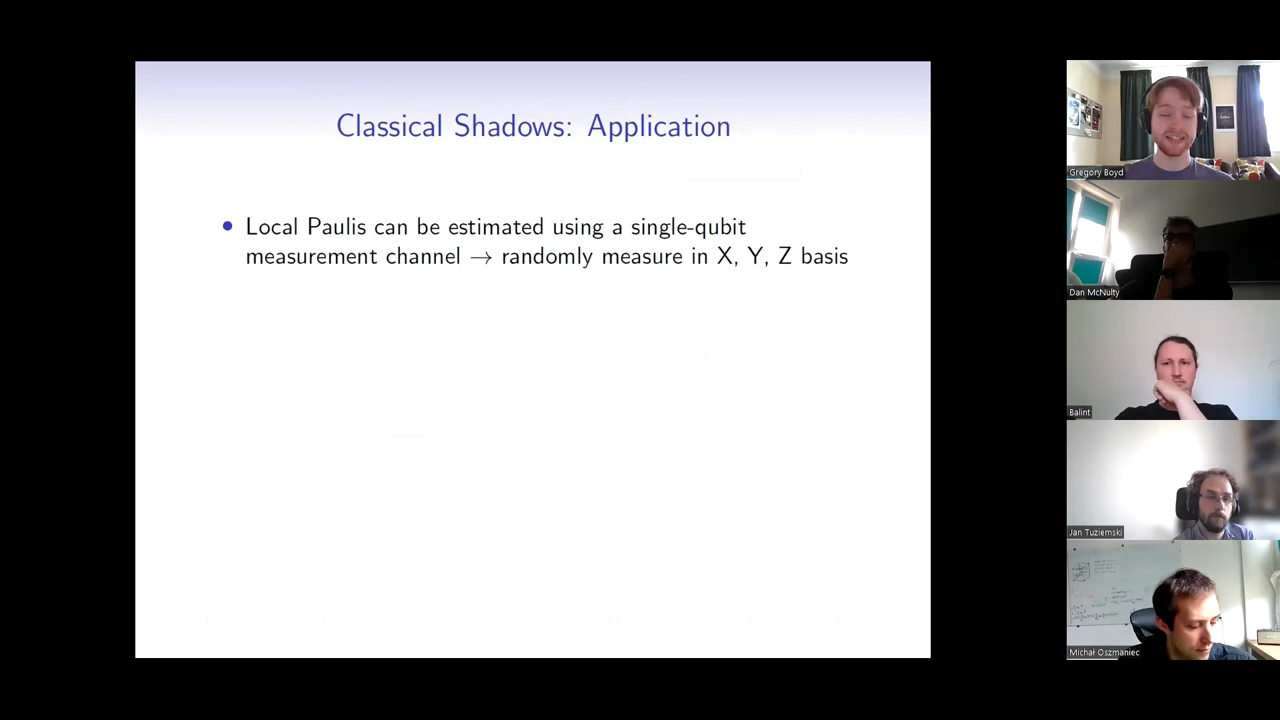 Classical Shadows: Application
• Local Paulis can be estimated using a single-qubit
measurement channel → randomly measure in X, Y, Z basis
Gregory Boyd
Dan McNulty
Balint
Jan Tuziemski
Michał Oszmaniec